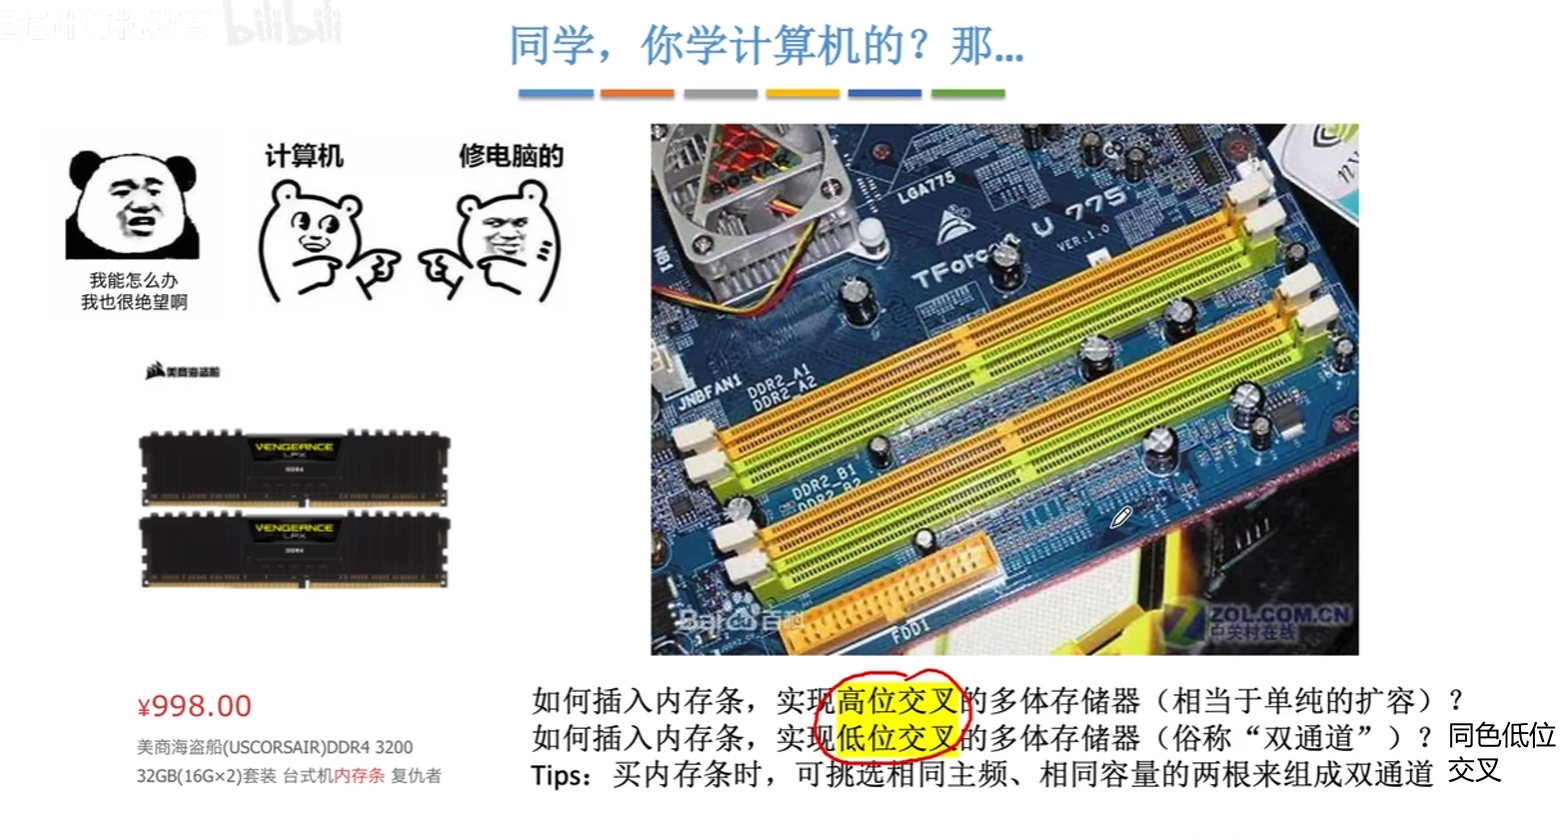 bilibili
同学，你学计算机的？那...
计算机
修电脑的
我能怎么办
我也很绝望啊
美商海盗船
VENGEANCE
LPX
DDR4
VENGEANCE
LPX
DDR4
¥998.00
美商海盗船(USCORSAIR)DDR4 3200
32GB(16G×2)套装 台式机内存条 复仇者
LGA775
775
VER:1.0
NB1
JNBFAN1
DDR2_A1
DDR2_A2
DDR2_B1
DDR2_B2
FDD1
Baidu百科
ZOL.COM.CN
中关村在线
如何插入内存条，实现高位交叉的多体存储器（相当于单纯的扩容）？
如何插入内存条，实现低位交叉的多体存储器（俗称“双通道”）？同色低位
Tips：买内存条时，可挑选相同主频、相同容量的两根来组成双通道 交叉